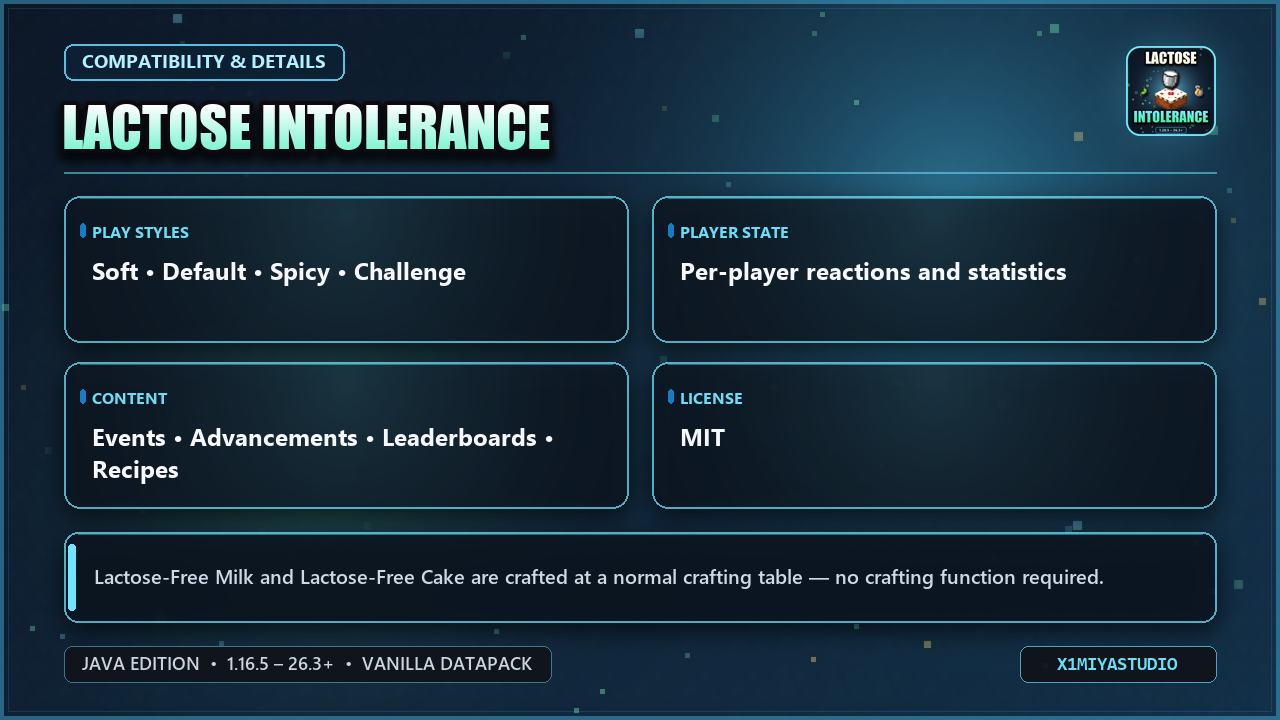 COMPATIBILITY & DETAILS
LACTOSE INTOLERANCE
LACTOSE
INTOLERANCE
PLAY STYLES
Soft • Default • Spicy • Challenge
PLAYER STATE
Per-player reactions and statistics
CONTENT
Events • Advancements • Leaderboards •
Recipes
LICENSE
MIT
Lactose-Free Milk and Lactose-Free Cake are crafted at a normal crafting table — no crafting function required.
JAVA EDITION • 1.16.5 – 26.3+ • VANILLA DATAPACK
X1MIYASTUDIO